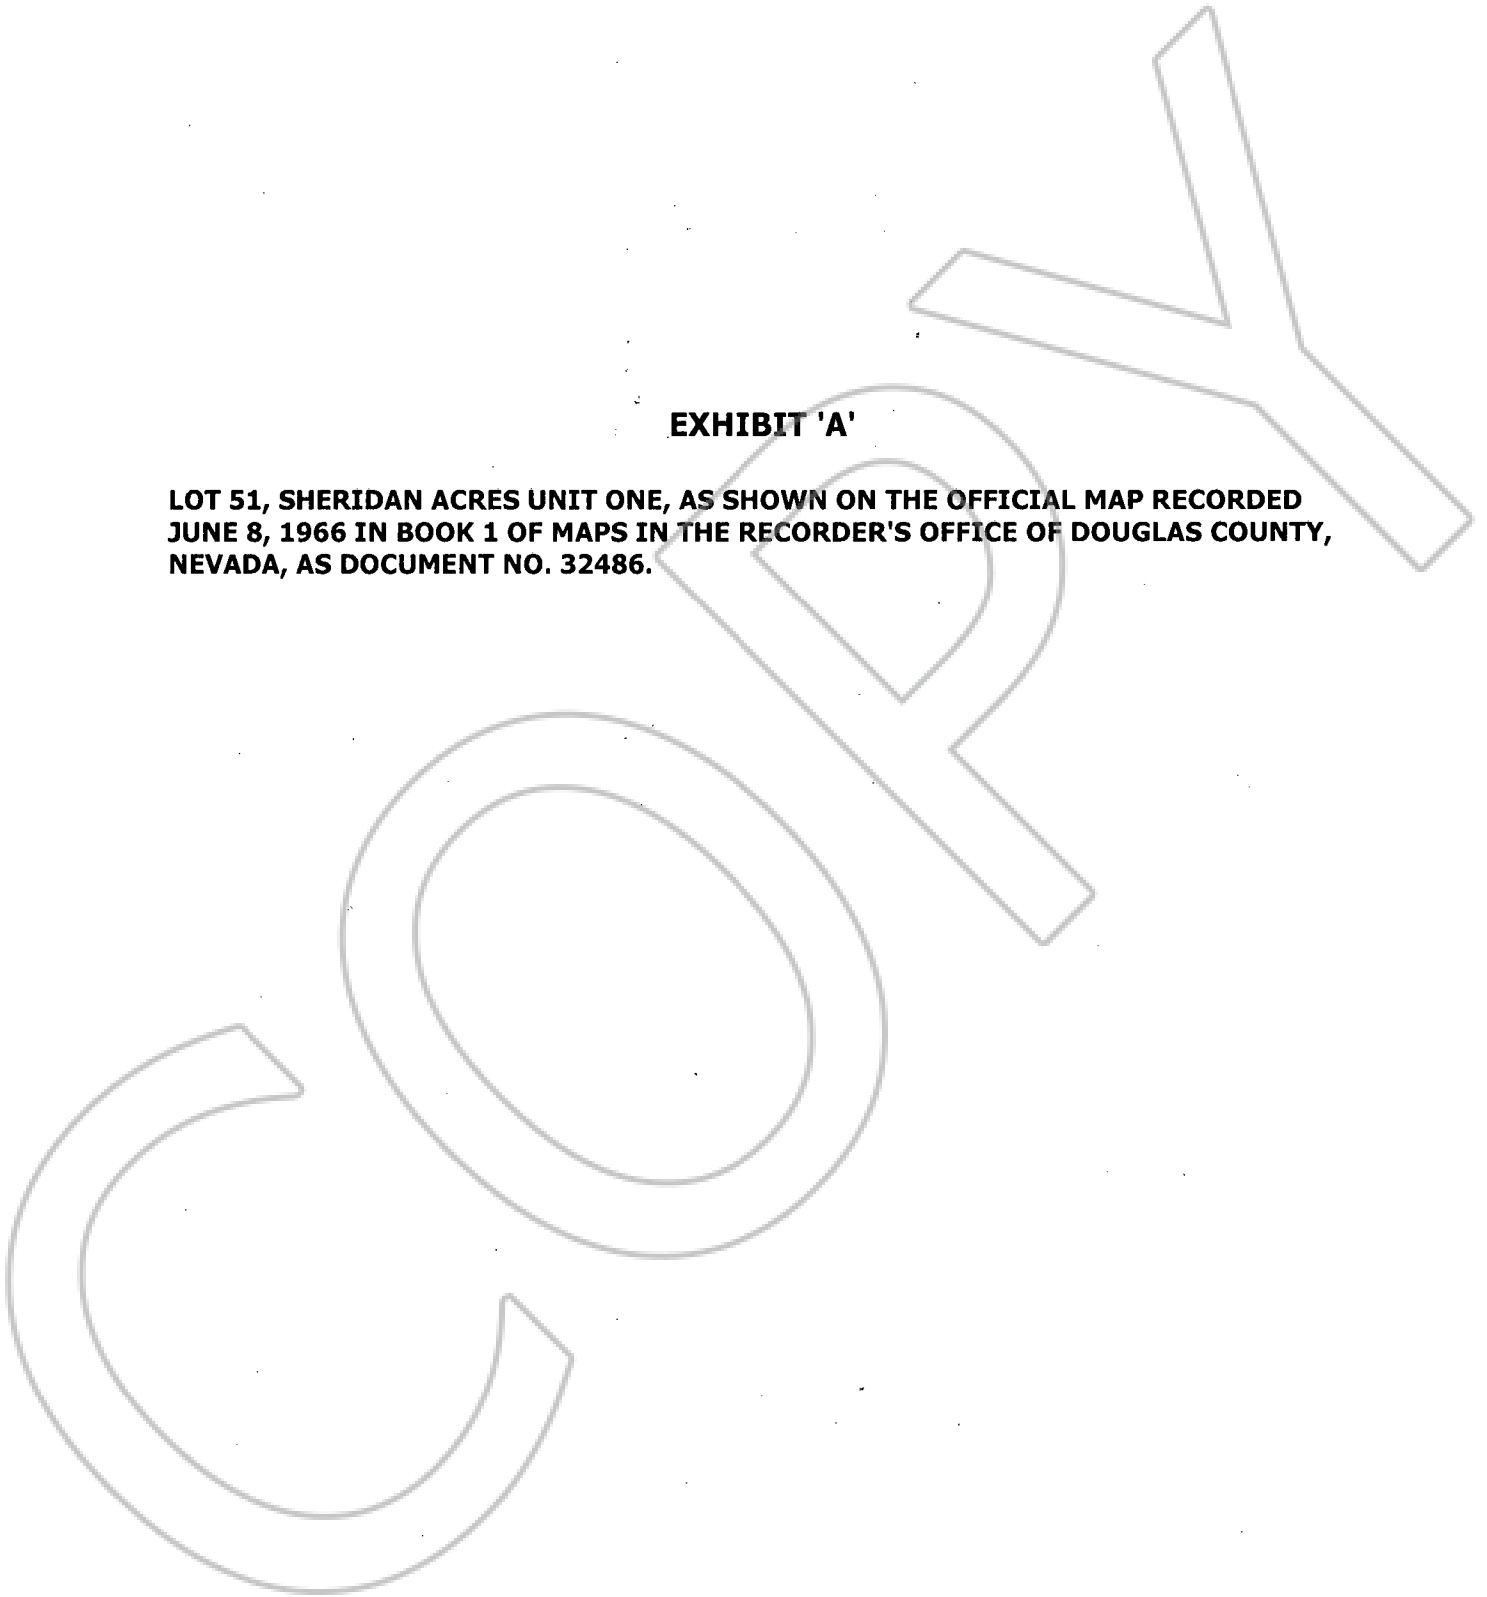 EXHIBIT 'A'
LOT 51, SHERIDAN ACRES UNIT ONE, AS SHOWN ON THE OFFICIAL MAP RECORDED
JUNE 8, 1966 IN BOOK 1 OF MAPS IN THE RECORDER'S OFFICE OF DOUGLAS COUNTY,
NEVADA, AS DOCUMENT NO. 32486.
COPY